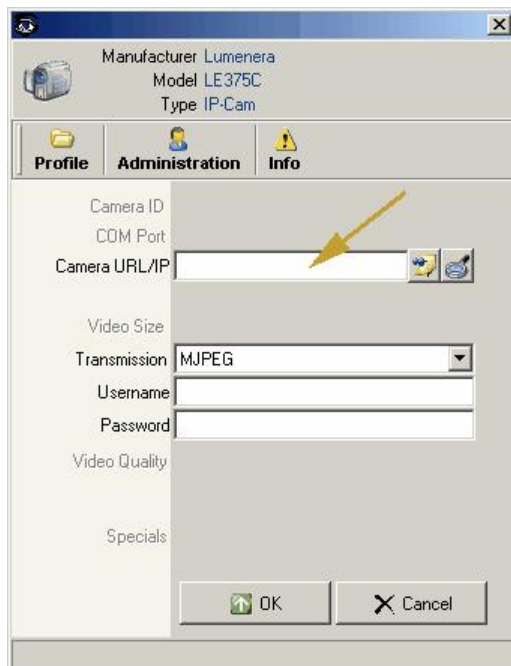 Manufacturer Lumenera
Model LE375C
Type IP-Cam
Profile Administration Info
Camera ID
COM Port
Camera URL/IP
Video Size
Transmission MJPEG
Username
Password
Video Quality
Specials
OK Cancel